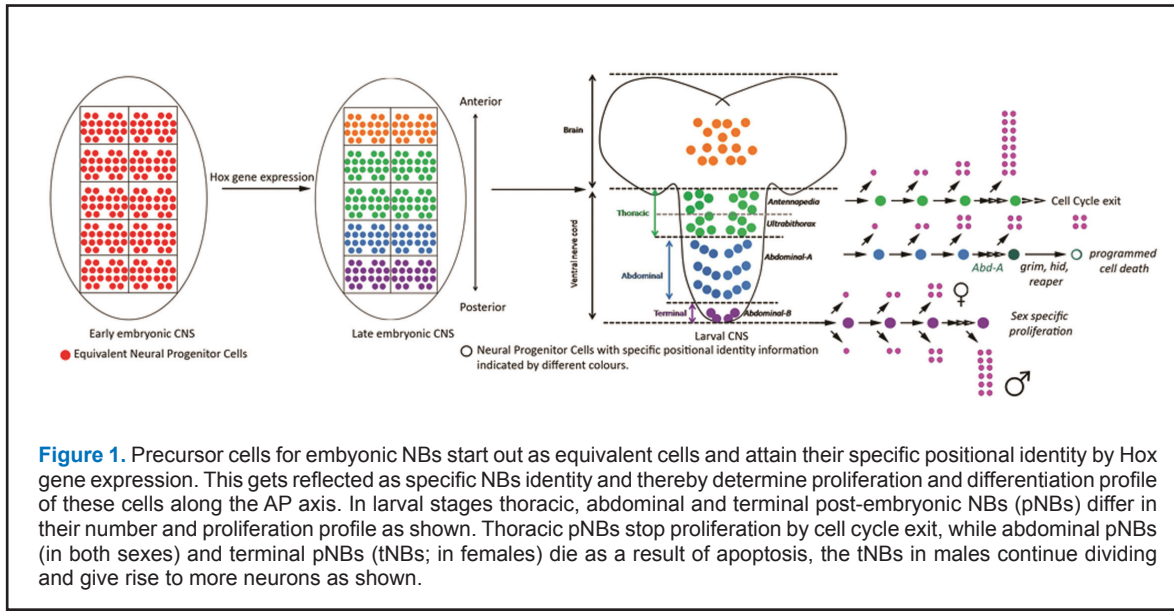 Early embryonic CNS
Equivalent Neural Progenitor Cells
Hox gene expression
Late embryonic CNS
Anterior
Posterior
Brain
Ventral nerve cord
Thoracic
Abdominal
Terminal
Antennapedia
Ultrabithorax
Abdominal-A
Abdominal-B
Larval CNS
Neural Progenitor Cells with specific positional identity information
indicated by different colours.
Cell Cycle exit
Abd-A
grim, hid,
reaper
programmed
cell death
♀
Sex specific
proliferation
♂
Figure 1. Precursor cells for embryonic NBs start out as equivalent cells and attain their specific positional identity by Hox
gene expression. This gets reflected as specific NBs identity and thereby determine proliferation and differentiation profile
of these cells along the AP axis. In larval stages thoracic, abdominal and terminal post-embryonic NBs (pNBs) differ in
their number and proliferation profile as shown. Thoracic pNBs stop proliferation by cell cycle exit, while abdominal pNBs
(in both sexes) and terminal pNBs (tNBs; in females) die as a result of apoptosis, the tNBs in males continue dividing
and give rise to more neurons as shown.